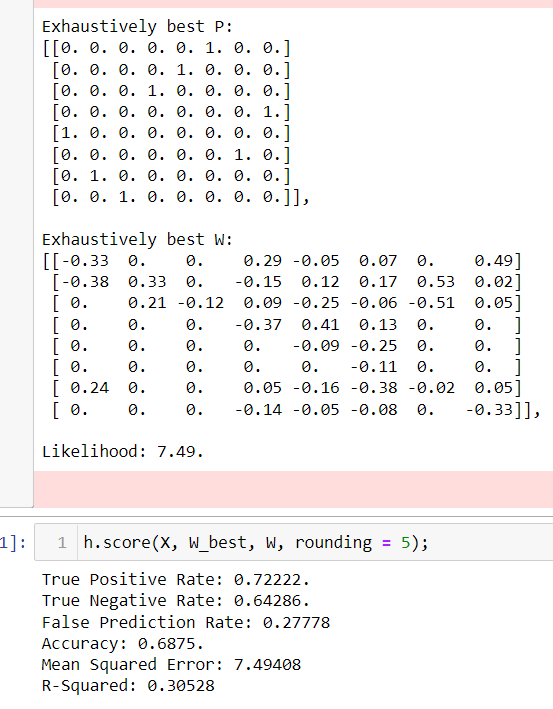 Exhaustively best P:
[[0. 0. 0. 0. 0. 1. 0. 0.]
[0. 0. 0. 0. 1. 0. 0. 0.]
[0. 0. 0. 1. 0. 0. 0. 0.]
[0. 0. 0. 0. 0. 0. 0. 1.]
[1. 0. 0. 0. 0. 0. 0. 0.]
[0. 0. 0. 0. 0. 0. 1. 0.]
[0. 1. 0. 0. 0. 0. 0. 0.]
[0. 0. 1. 0. 0. 0. 0. 0.]],
Exhaustively best W:
[[-0.33 0. 0. 0.29 -0.05 0.07 0. 0.49]
[-0.38 0.33 0. -0.15 0.12 0.17 0.53 0.02]
[ 0. 0.21 -0.12 0.09 -0.25 -0.06 -0.51 0.05]
[ 0. 0. 0. -0.37 0.41 0.13 0. 0. ]
[ 0. 0. 0. 0. -0.09 -0.25 0. 0. ]
[ 0. 0. 0. 0. 0. -0.11 0. 0. ]
[ 0.24 0. 0. 0.05 -0.16 -0.38 -0.02 0.05]
[ 0. 0. 0. -0.14 -0.05 -0.08 0. -0.33]],
Likelihood: 7.49.
1]: 1 h.score(X, W_best, W, rounding = 5);
True Positive Rate: 0.72222.
True Negative Rate: 0.64286.
False Prediction Rate: 0.27778
Accuracy: 0.6875.
Mean Squared Error: 7.49408
R-Squared: 0.30528